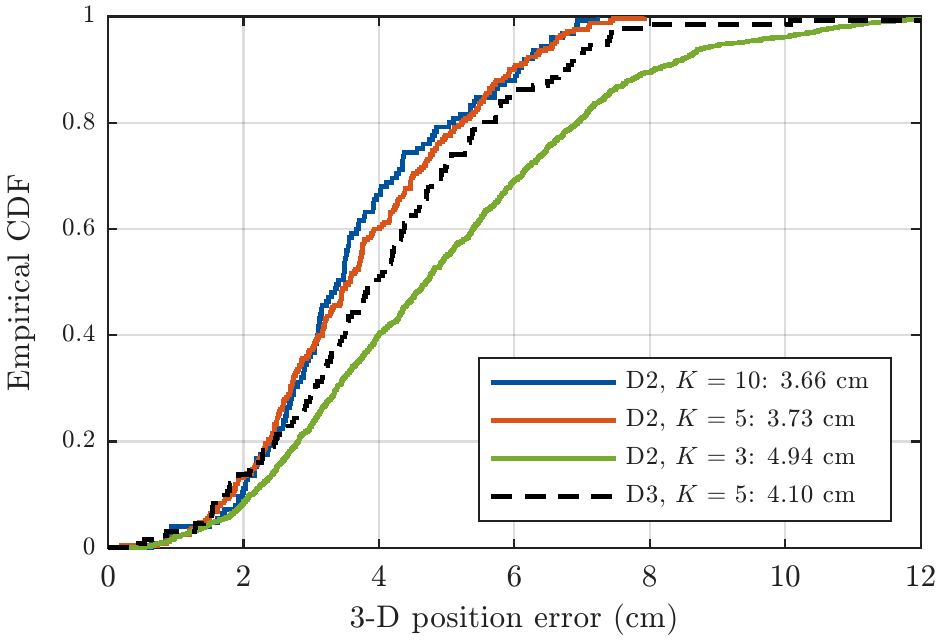 1
0.8
0.6
0.4
0.2
0
0 2 4 6 8 10 12
Empirical CDF
3-D position error (cm)
D2, K = 10: 3.66 cm
D2, K = 5: 3.73 cm
D2, K = 3: 4.94 cm
D3, K = 5: 4.10 cm